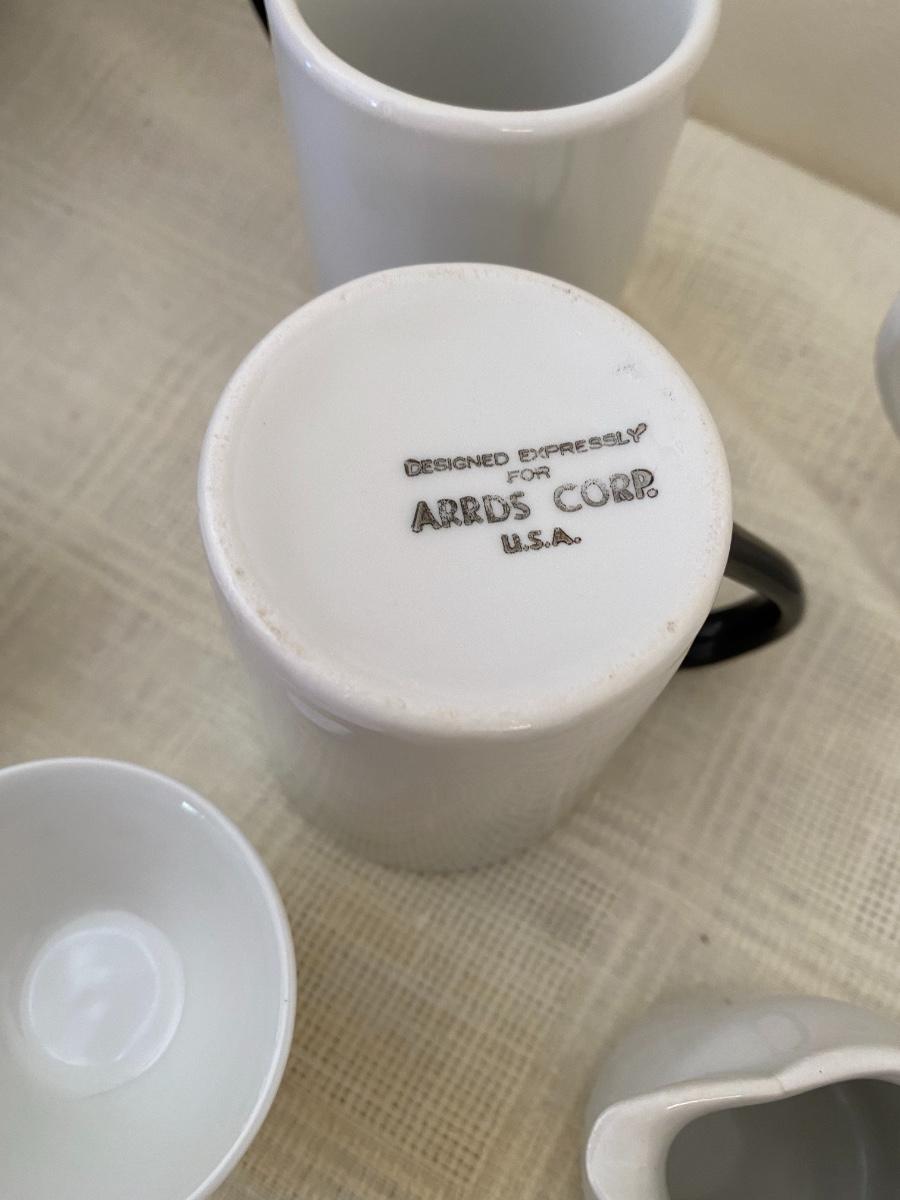 DESIGNED EXPRESSLY
FOR
ARRDS CORP.
U.S.A.